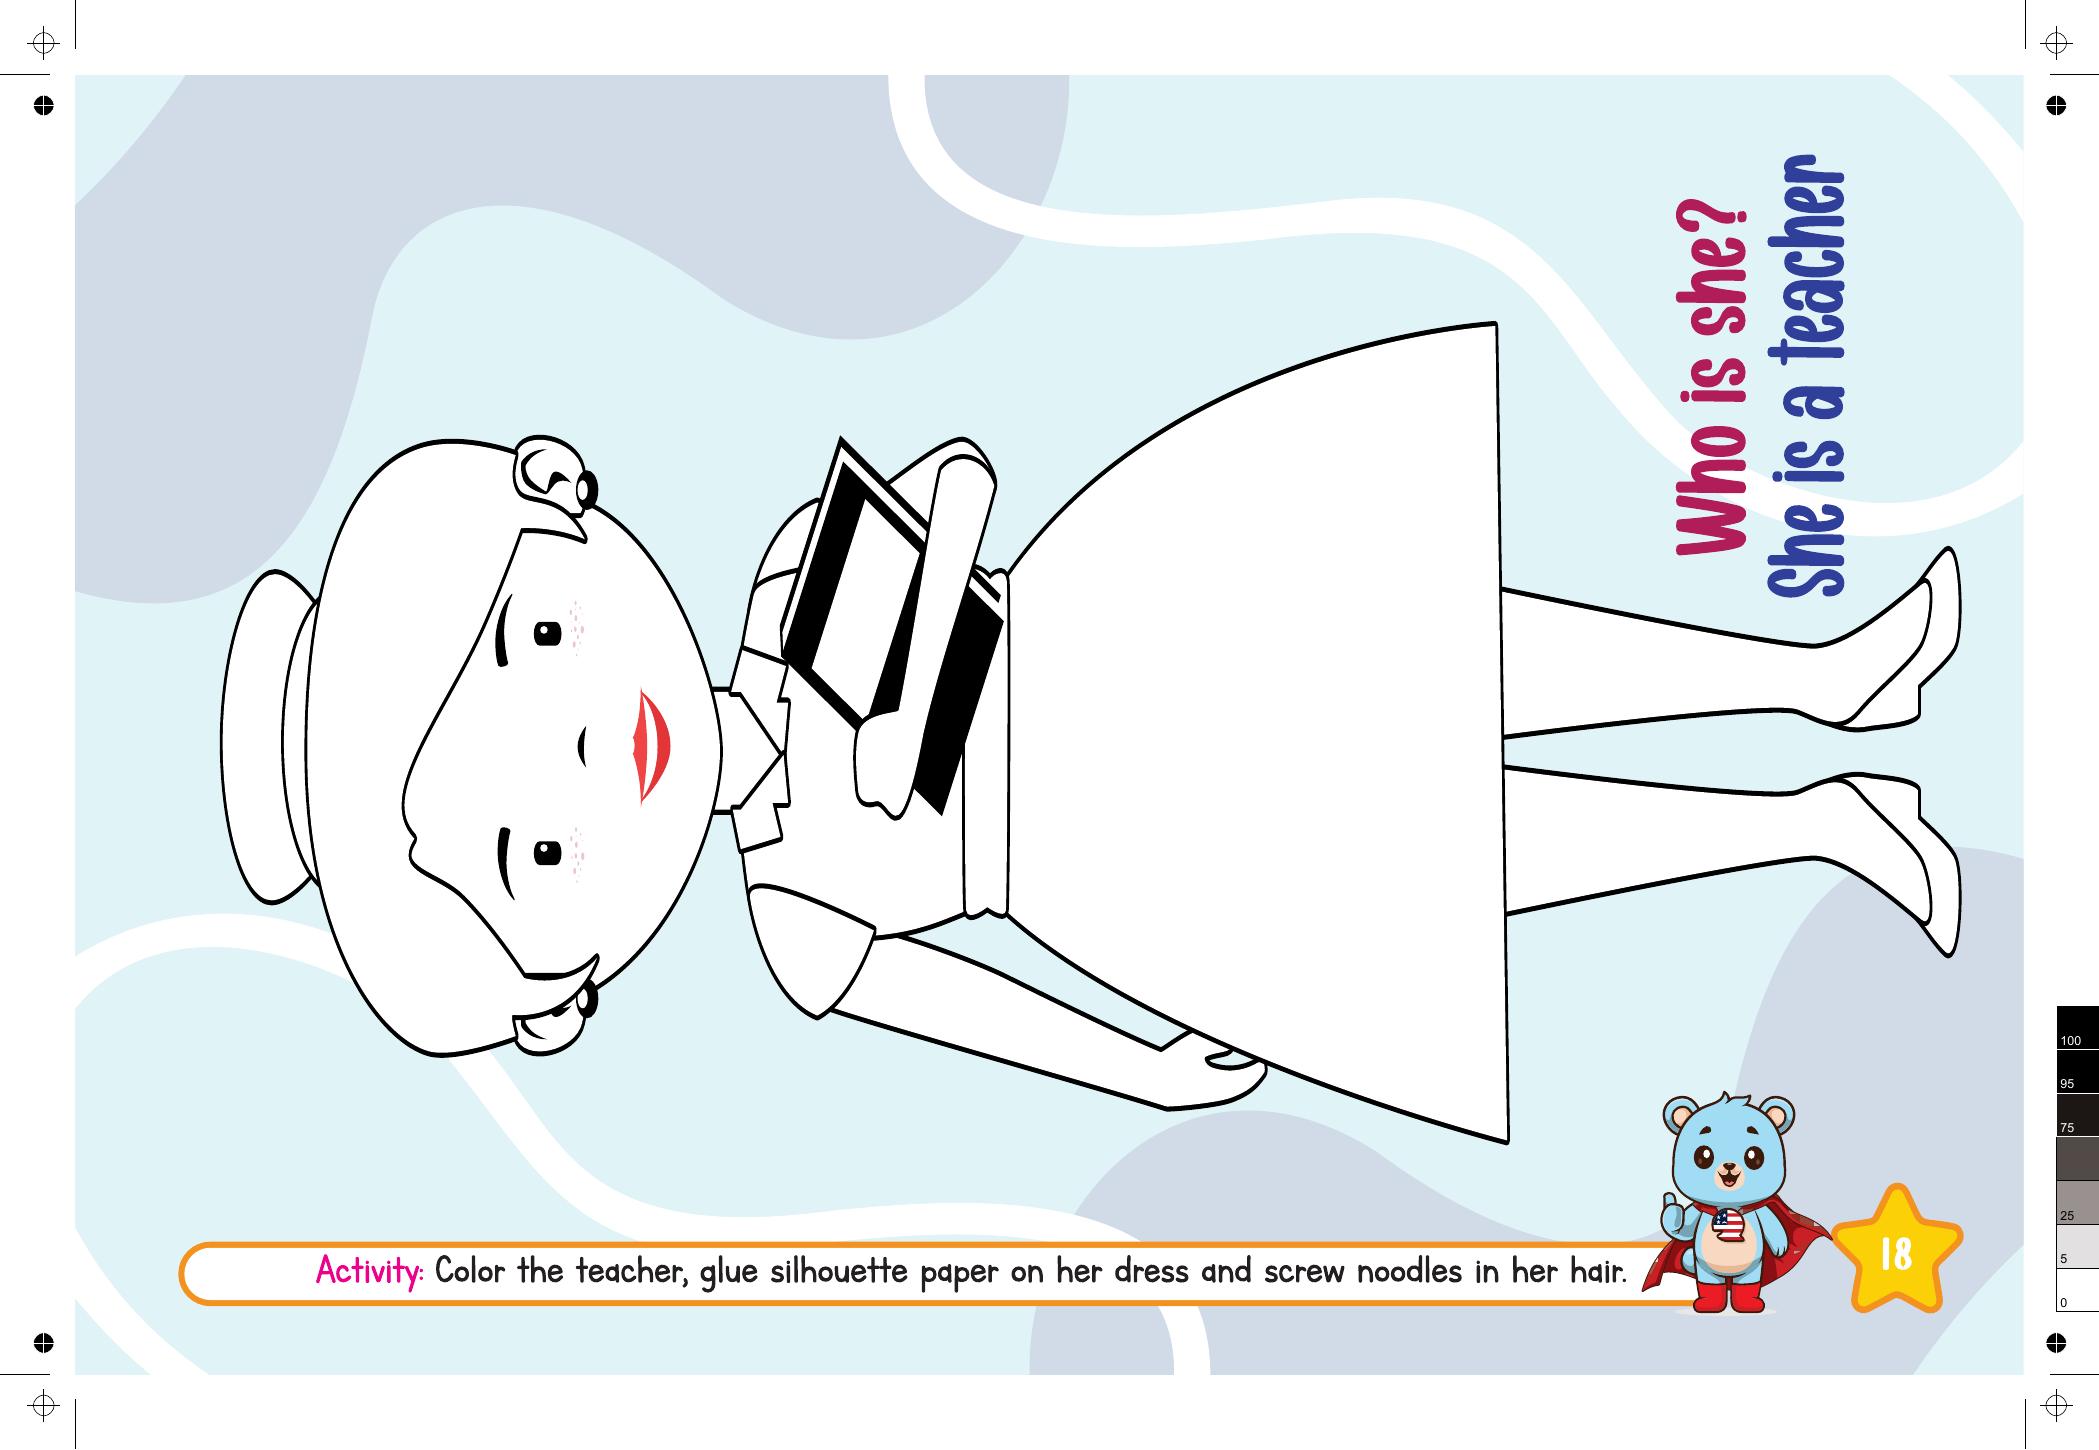 Who is she?
She is a teacher
Activity: Color the teacher, glue silhouette paper on her dress and screw noodles in her hair.
18
100
95
75
25
5
0